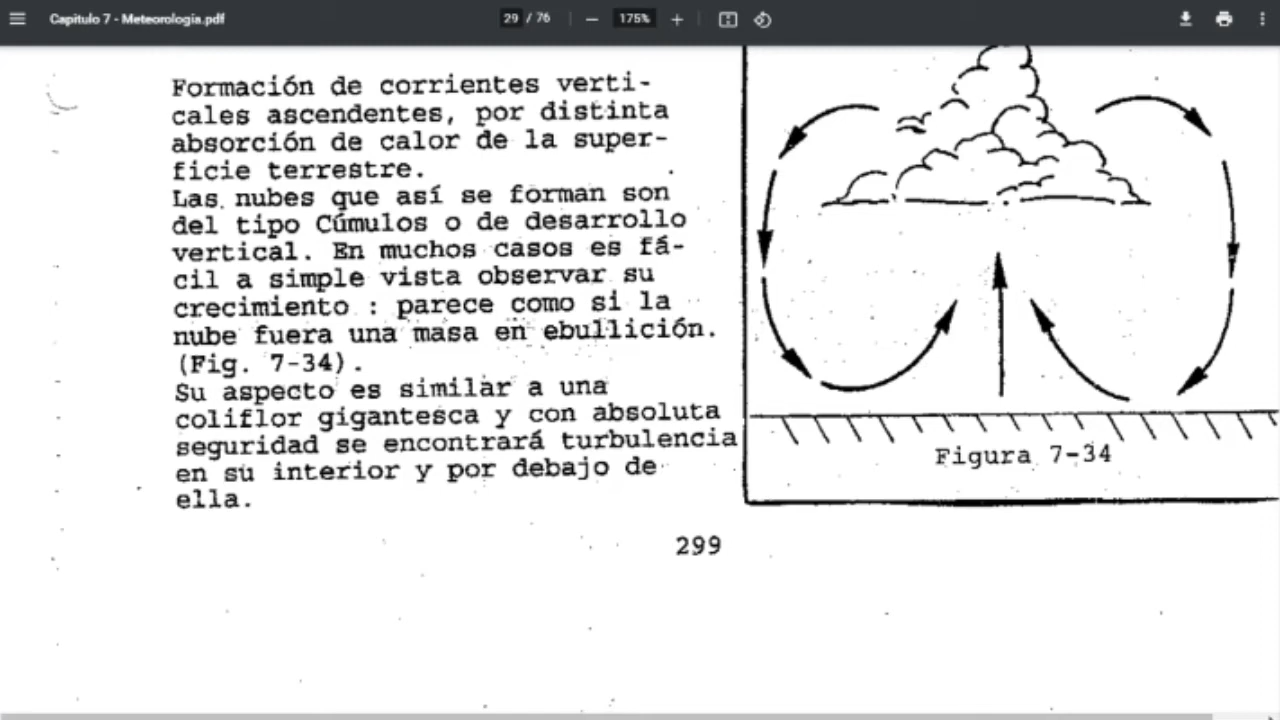 Capitulo 7 - Meteorologia.pdf
29 / 76
175%
Formación de corrientes verti-
cales ascendentes, por distinta
absorción de calor de la super-
ficie terrestre.
Las nubes que así se forman son
del tipo Cúmulos o de desarrollo
vertical. En muchos casos es fá-
cil a simple vista observar su
crecimiento : parece como si la
nube fuera una masa en ebullición.
(Fig. 7-34).
Su aspecto es similar a una
coliflor gigantesca y con absoluta
seguridad se encontrará turbulencia
en su interior y por debajo de
ella.
Figura 7-34
299